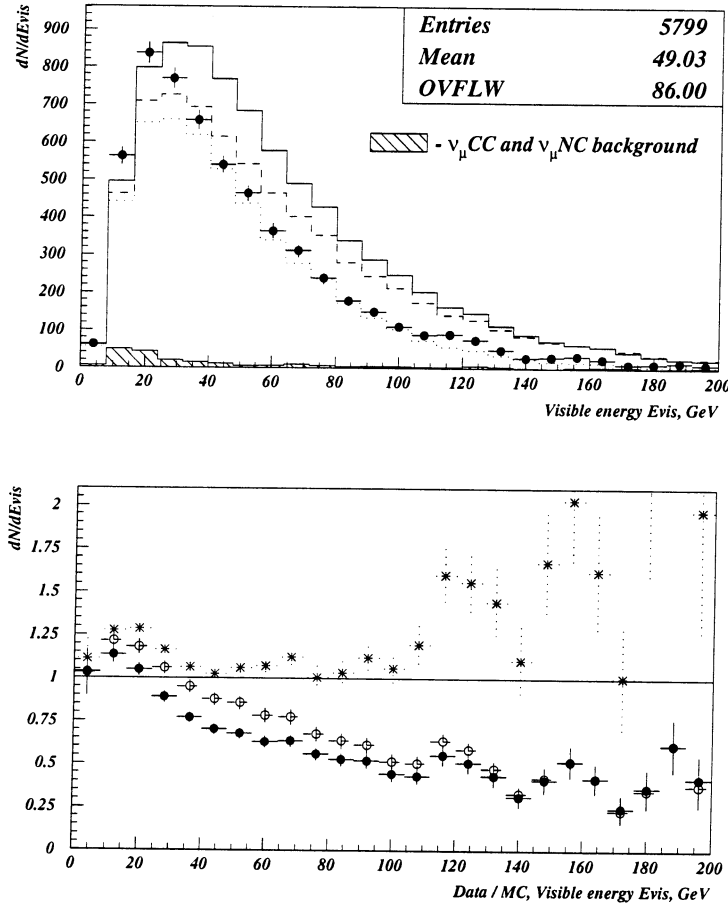 dN/dEvis
900
800
700
600
500
400
300
200
100
0
Entries 5799
Mean 49.03
OVFLW 86.00
- νμCC and νμNC background
0 20 40 60 80 100 120 140 160 180 200
Visible energy Evis, GeV
dN/dEvis
2
1.75
1.5
1.25
1
0.75
0.5
0.25
0
0 20 40 60 80 100 120 140 160 180 200
Data / MC, Visible energy Evis, GeV